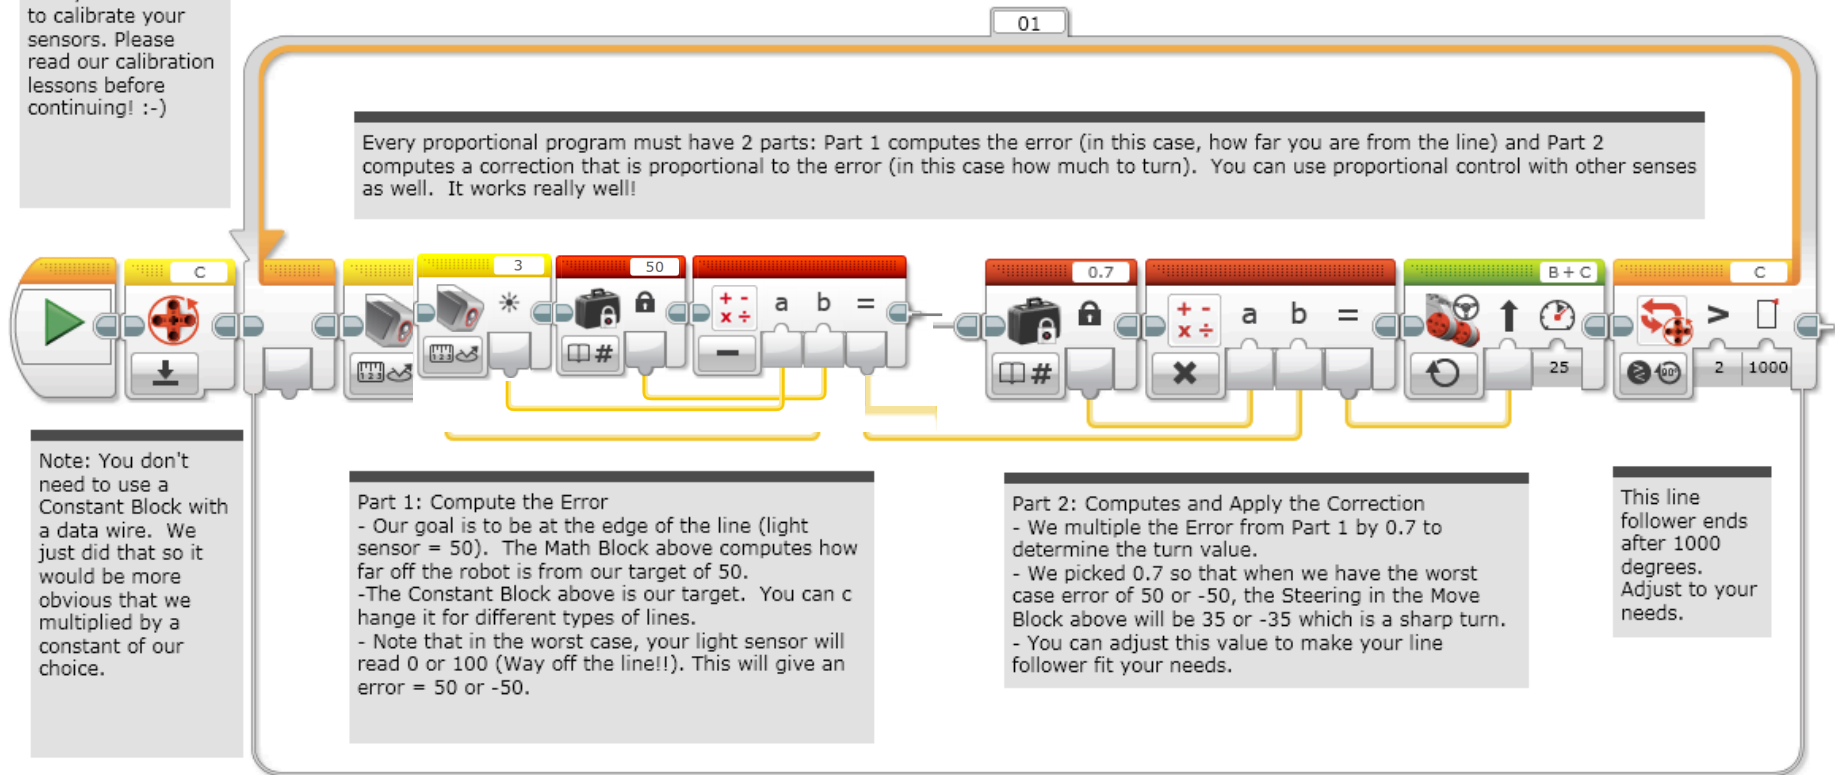 to calibrate your
sensors. Please
read our calibration
lessons before
continuing! :-)
01
Every proportional program must have 2 parts: Part 1 computes the error (in this case, how far you are from the line) and Part 2
computes a correction that is proportional to the error (in this case how much to turn).  You can use proportional control with other senses
as well.  It works really well!
C
3
50
a b =
0.7
a b =
B + C
25
C
>
2 1000
Note: You don't
need to use a
Constant Block with
a data wire.  We
just did that so it
would be more
obvious that we
multiplied by a
constant of our
choice.
Part 1: Compute the Error
- Our goal is to be at the edge of the line (light
sensor = 50).  The Math Block above computes how
far off the robot is from our target of 50.
-The Constant Block above is our target.  You can c
hange it for different types of lines.
- Note that in the worst case, your light sensor will
read 0 or 100 (Way off the line!!). This will give an
error = 50 or -50.
Part 2: Computes and Apply the Correction
- We multiple the Error from Part 1 by 0.7 to
determine the turn value.
- We picked 0.7 so that when we have the worst
case error of 50 or -50, the Steering in the Move
Block above will be 35 or -35 which is a sharp turn.
- You can adjust this value to make your line
follower fit your needs.
This line
follower ends
after 1000
degrees.
Adjust to your
needs.